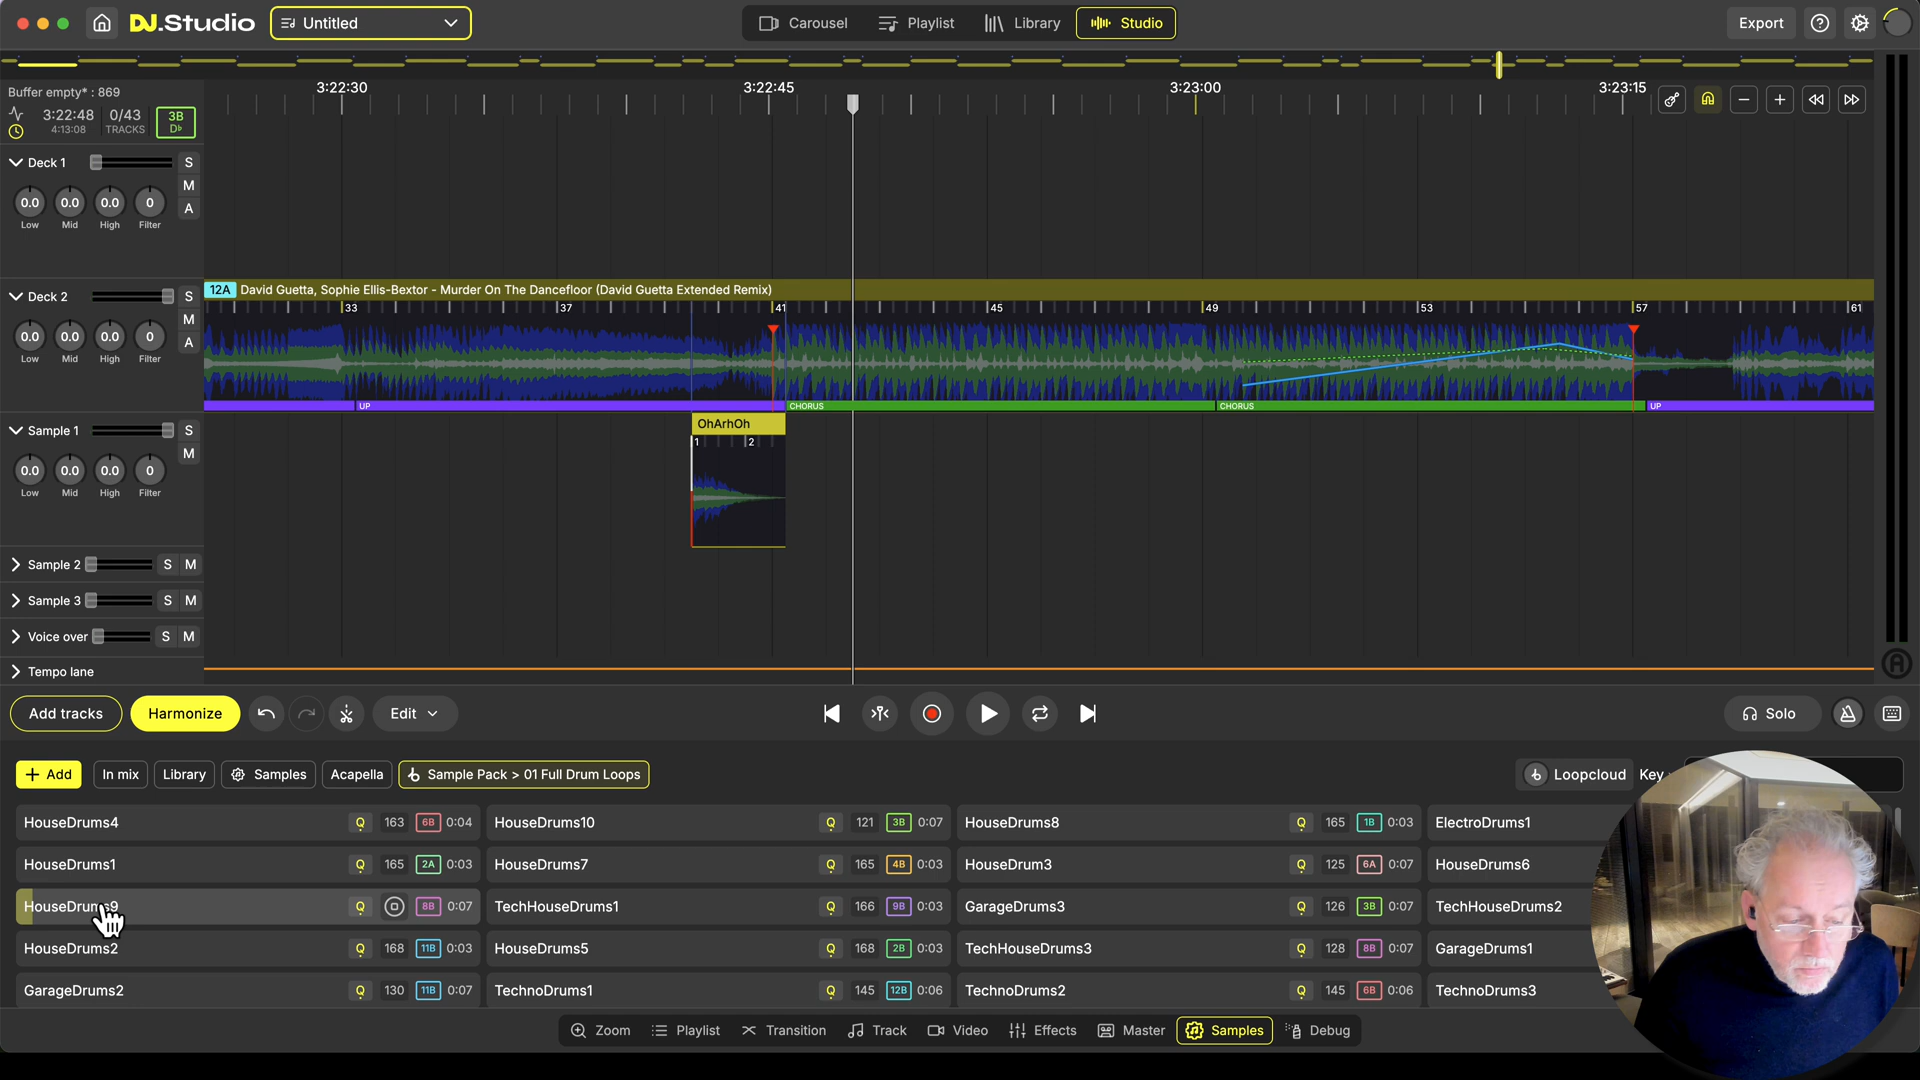 DJ.Studio
Untitled
Carousel
Playlist
Library
Studio
Export
Buffer empty* : 869
3:22:30
3:22:45
3:23:00
3:23:15
3:22:48
4:13:08
0/43
TRACKS
3B
D♭
Deck 1
S
M
A
0.0
0.0
0.0
0
Low
Mid
High
Filter
Deck 2
S
M
A
0.0
0.0
0.0
0
Low
Mid
High
Filter
12A
David Guetta, Sophie Ellis-Bextor - Murder On The Dancefloor (David Guetta Extended Remix)
33
37
41
45
49
53
57
61
UP
CHORUS
CHORUS
UP
Sample 1
S
M
0.0
0.0
0.0
0
Low
Mid
High
Filter
OhArhOh
1
2
Sample 2
S M
Sample 3
S M
Voice over
S M
Tempo lane
Add tracks
Harmonize
Edit
Solo
Add
In mix
Library
Samples
Acapella
Sample Pack > 01 Full Drum Loops
Loopcloud
Key
HouseDrums4 Q 163 6B 0:04
HouseDrums10 Q 121 3B 0:07
HouseDrums8 Q 165 1B 0:03
ElectroDrums1
HouseDrums1 Q 165 2A 0:03
HouseDrums7 Q 165 4B 0:03
HouseDrum3 Q 125 6A 0:07
HouseDrums6
HouseDrums9 Q 8B 0:07
TechHouseDrums1 Q 166 9B 0:03
GarageDrums3 Q 126 3B 0:07
TechHouseDrums2
HouseDrums2 Q 168 11B 0:03
HouseDrums5 Q 168 2B 0:03
TechHouseDrums3 Q 128 8B 0:07
GarageDrums1
GarageDrums2 Q 130 11B 0:07
TechnoDrums1 Q 145 12B 0:06
TechnoDrums2 Q 145 6B 0:06
TechnoDrums3
Zoom
Playlist
Transition
Track
Video
Effects
Master
Samples
Debug